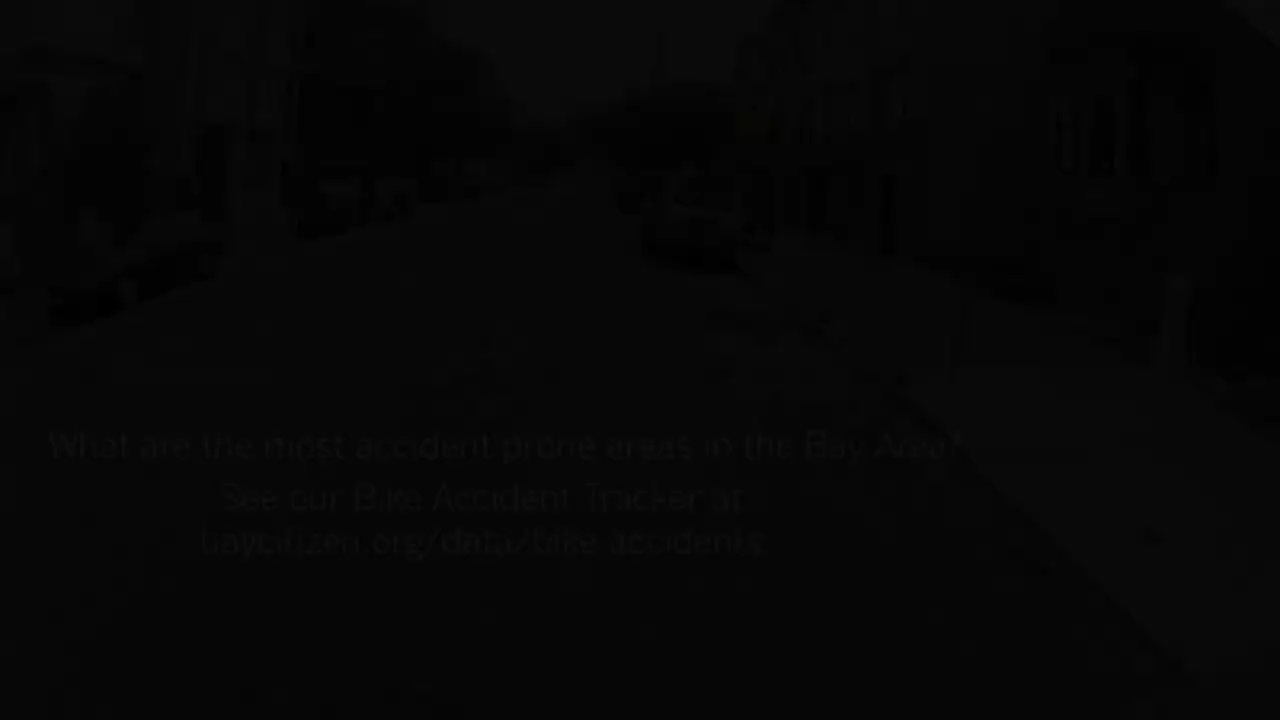 What are the most accident prone areas in the Bay Area?
See our Bike Accident Tracker at
baycitizen.org/data/bike-accidents